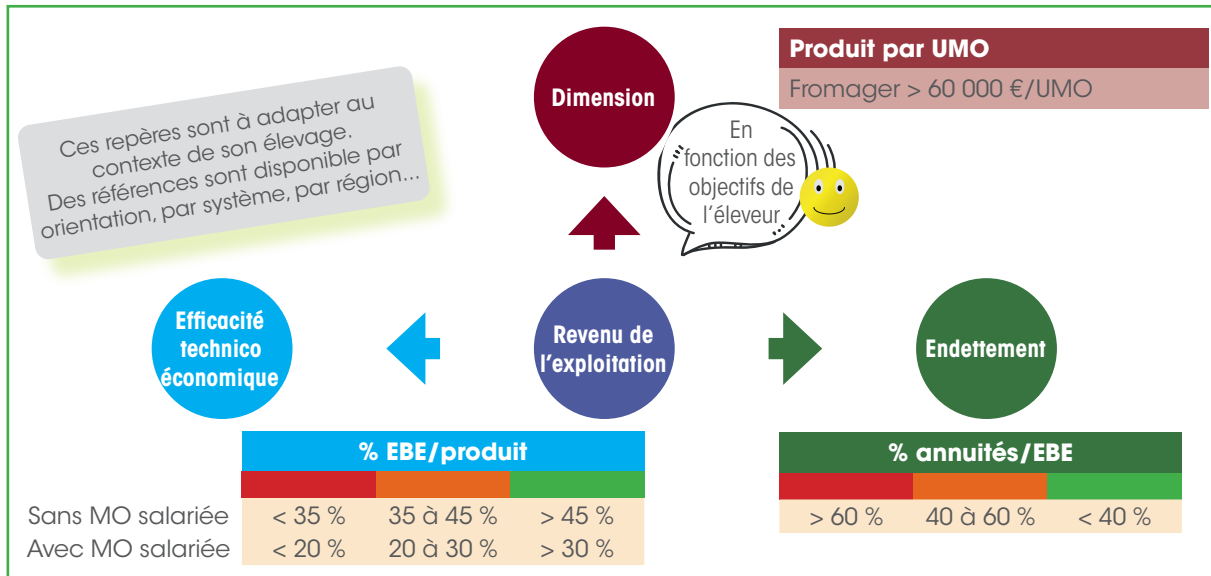 Produit par UMO
Fromager > 60 000 €/UMO
Dimension
Ces repères sont à adapter au
contexte de son élevage.
Des références sont disponible par
orientation, par système, par région...
En
fonction des
objectifs de
l'éleveur
Efficacité
technico
économique
Revenu de
l'exploitation
Endettement
% EBE/produit
Sans MO salariée < 35 % 35 à 45 % > 45 %
Avec MO salariée < 20 % 20 à 30 % > 30 %
% annuités/EBE
> 60 % 40 à 60 % < 40 %